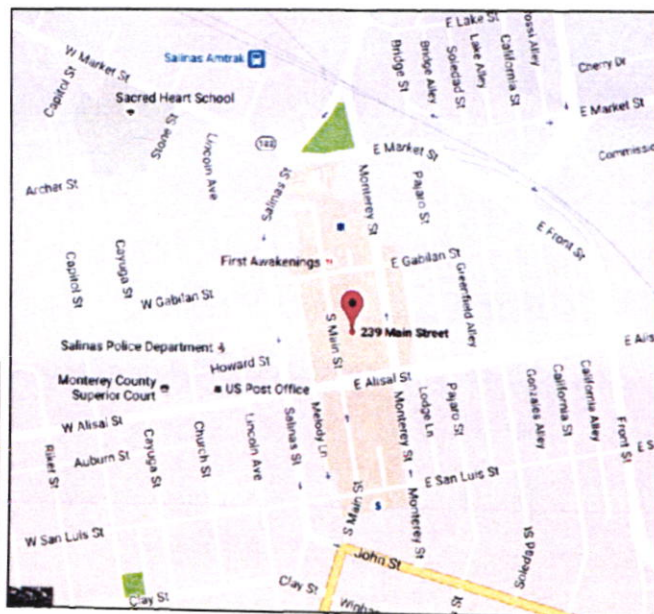 E Lake St
Rossi Alley
W Market St
Salinas Amtrak
Bridge St
Bridge Alley
Soledad St
Lake Alley
California St
Cherry Dr
Capitol St
Sacred Heart School
E Market St
Stone St
Lincoln Ave
183
E Market St
Archer St
Salinas St
Monterey St
Pajaro St
E Front St
Capitol St
Cayuga St
First Awakenings
E Gabilan St
Greenfield Alley
W Gabilan St
S Main St
239 Main Street
Salinas Police Department
Howard St
Monterey County
Superior Court
US Post Office
E Alisal St
W Alisal St
Salinas St
Melody Ln
Monterey St
Lodge Ln
Pajaro St
Gonzales Alley
California St
California Alley
Front St
Riker St
Auburn St
Cayuga St
Church St
Lincoln Ave
E San Luis St
S Main St
Monterey St
W San Luis St
John St
Soledad St
Clay St
Clay St